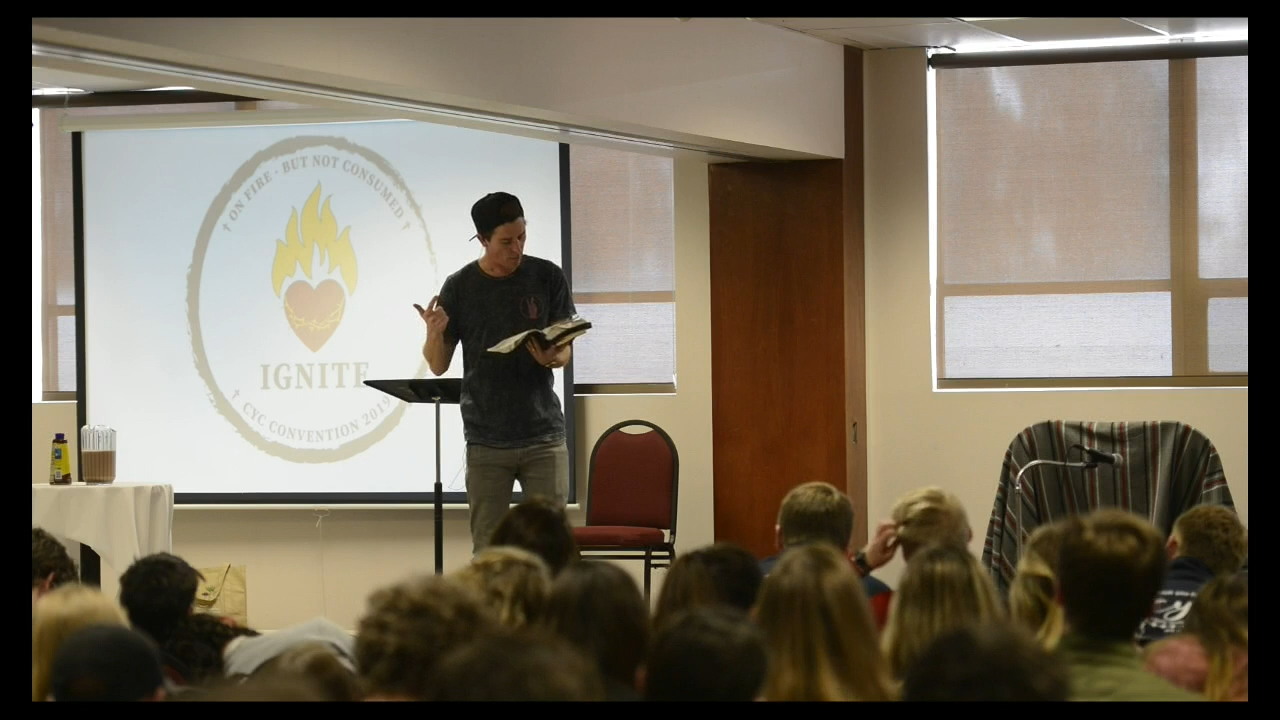 † ON FIRE · BUT NOT CONSUMED †
IGNITE
† CYC CONVENTION 2019